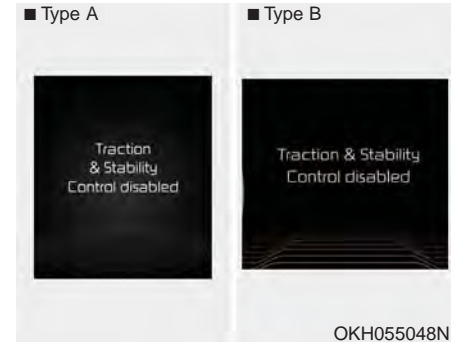 ■ Type A
Traction
& Stability
Control disabled
■ Type B
Traction & Stability
Control disabled
OKH055048N